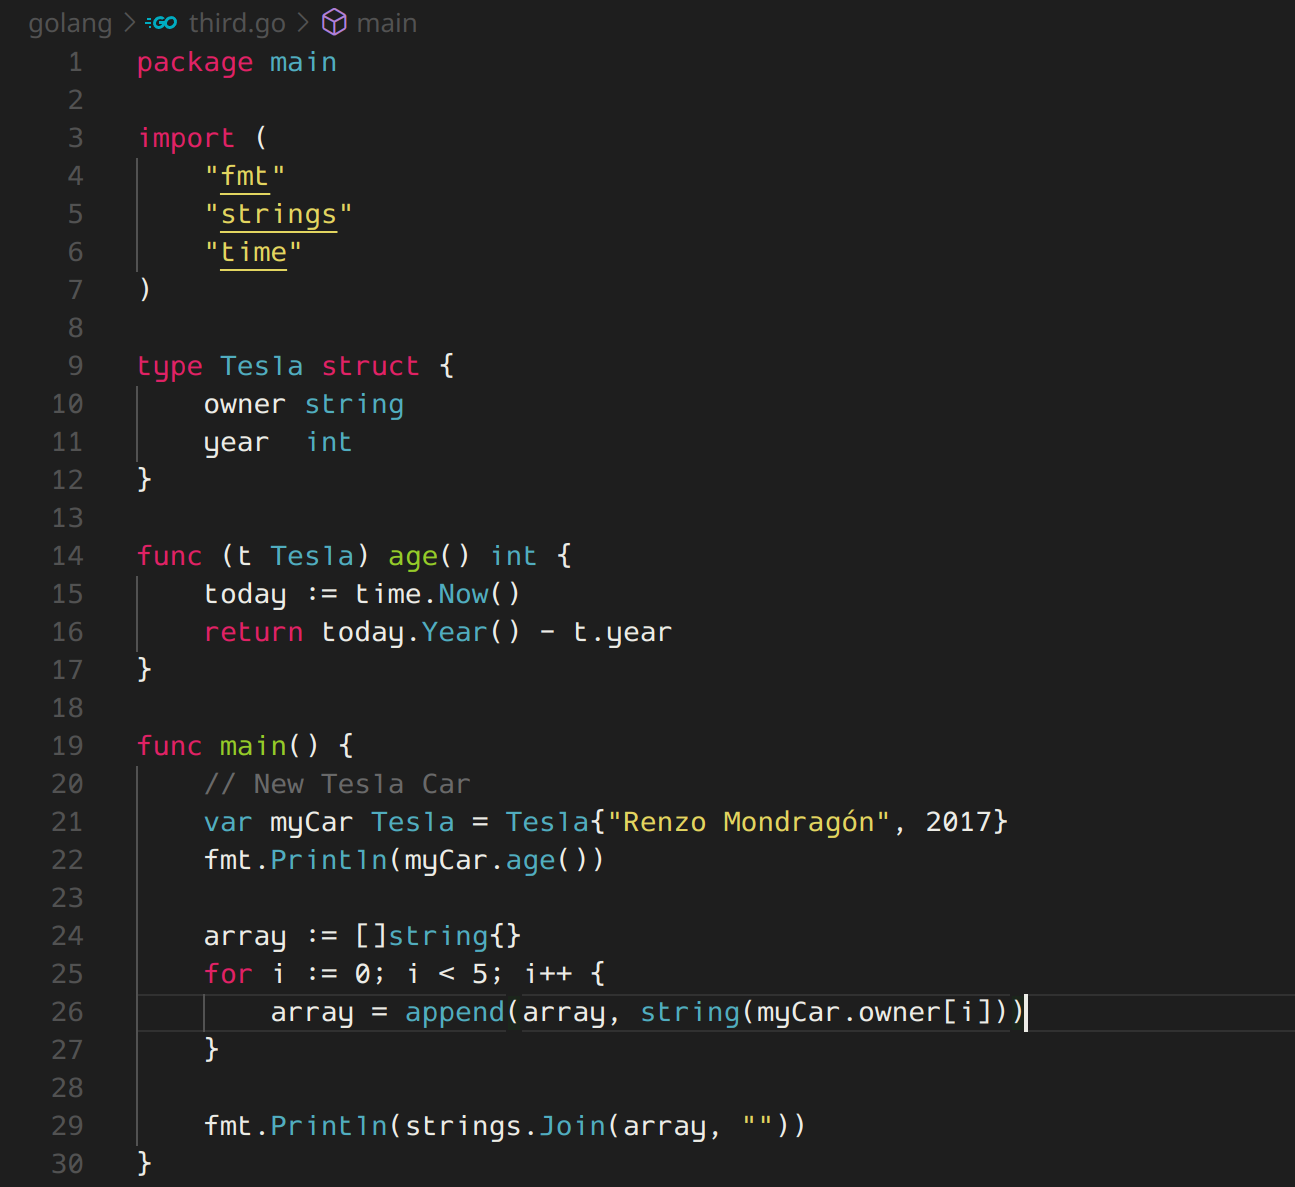 golang > GO third.go > main
1 package main
2
3 import (
4     "fmt"
5     "strings"
6     "time"
7 )
8
9 type Tesla struct {
10     owner string
11     year  int
12 }
13
14 func (t Tesla) age() int {
15     today := time.Now()
16     return today.Year() - t.year
17 }
18
19 func main() {
20     // New Tesla Car
21     var myCar Tesla = Tesla{"Renzo Mondragón", 2017}
22     fmt.Println(myCar.age())
23
24     array := []string{}
25     for i := 0; i < 5; i++ {
26         array = append(array, string(myCar.owner[i]))
27     }
28
29     fmt.Println(strings.Join(array, ""))
30 }